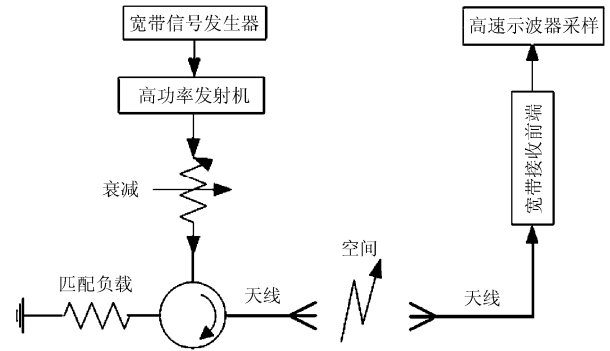 宽带信号发生器
高功率发射机
衰减
匹配负载
天线
空间
天线
宽带接收前端
高速示波器采样